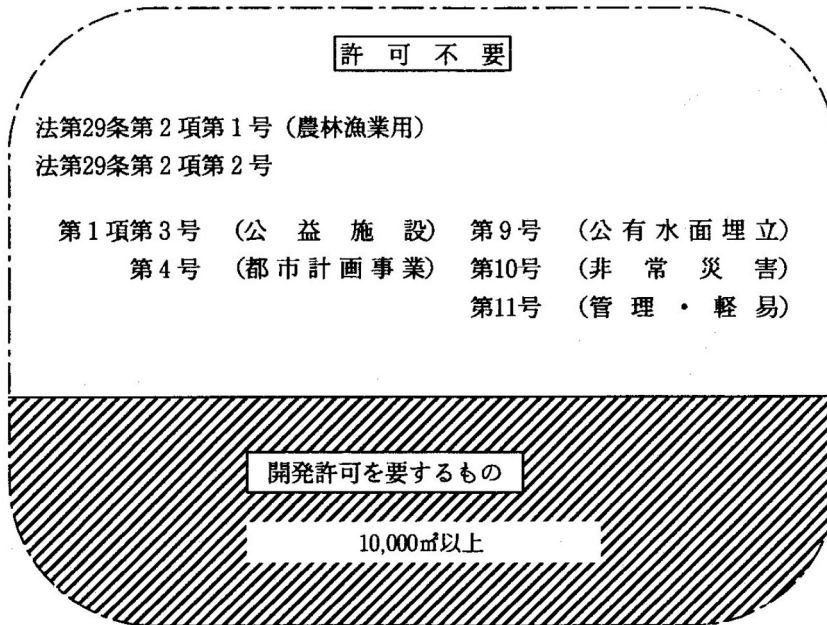 許可不要
法第29条第2項第1号（農林漁業用）
法第29条第2項第2号
第1項第3号 （公益施設） 第9号 （公有水面埋立）
第4号 （都市計画事業） 第10号 （非常災害）
第11号 （管理・軽易）
開発許可を要するもの
10,000㎡以上